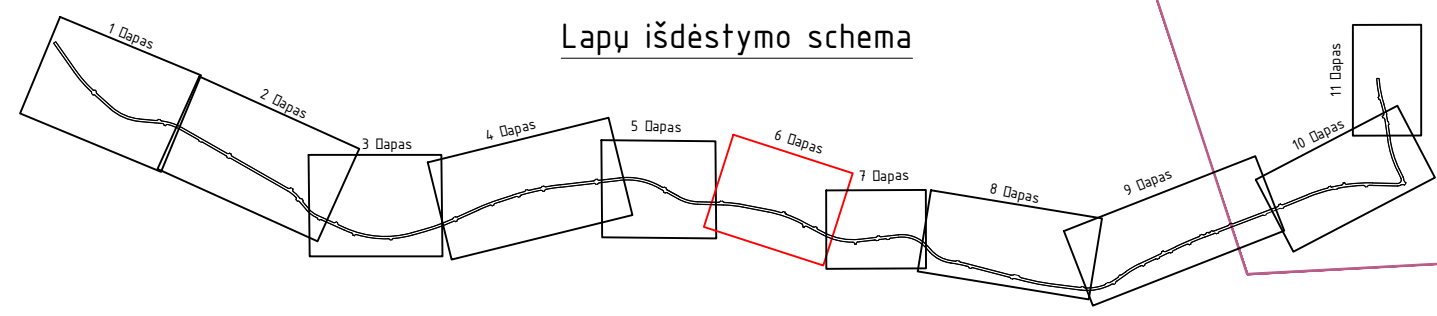 Lapų išdėstymo schema
1 ▯apas
2 ▯apas
3 ▯apas
4 ▯apas
5 ▯apas
6 ▯apas
7 ▯apas
8 ▯apas
9 ▯apas
10 ▯apas
11 ▯apas